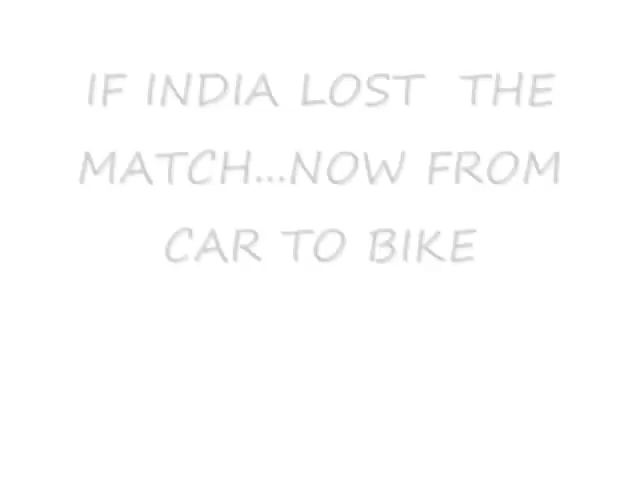 IF INDIA LOST THE
MATCH...NOW FROM
CAR TO BIKE